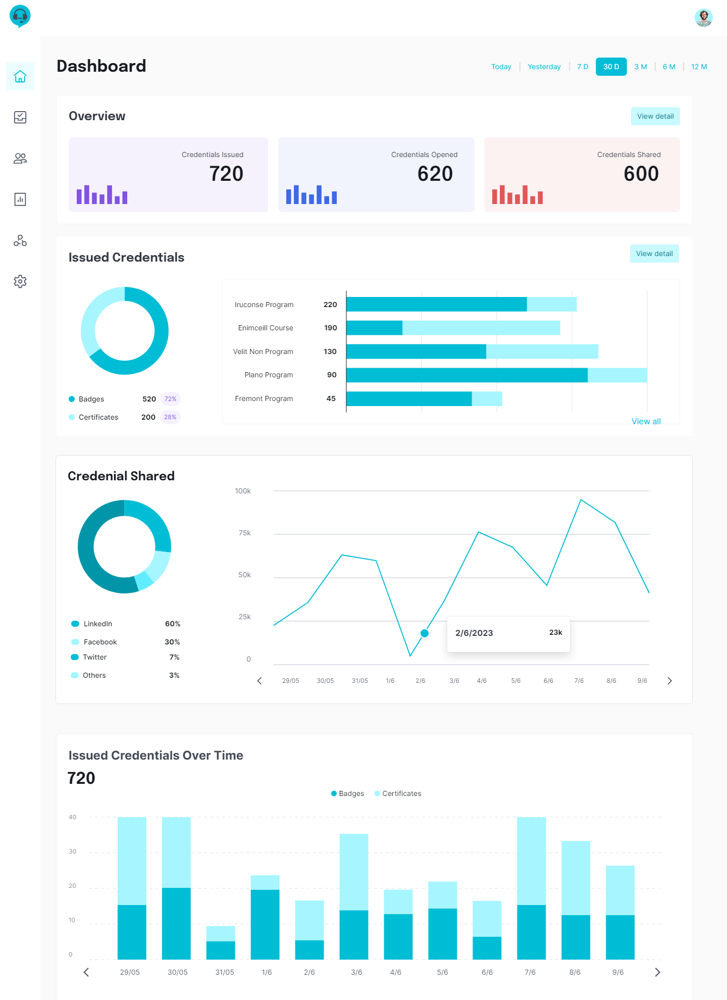 Dashboard
Today Yesterday 7 D 30 D 3 M 6 M 12 M
Overview
View detail
Credentials Issued
720
Credentials Opened
620
Credentials Shared
600
Issued Credentials
View detail
Badges 520 72%
Certificates 200 28%
Iruconse Program 220
Enimceill Course 190
Velit Non Program 130
Plano Program 90
Fremont Program 45
View all
Credenial Shared
LinkedIn 60%
Facebook 30%
Twitter 7%
Others 3%
100k
75k
50k
25k
0
2/6/2023 23k
29/05 30/05 31/05 1/6 2/6 3/6 4/6 5/6 6/6 7/6 8/6 9/6
Issued Credentials Over Time
720
Badges Certificates
40
30
20
10
0
29/05 30/05 31/05 1/6 2/6 3/6 4/6 5/6 6/6 7/6 8/6 9/6